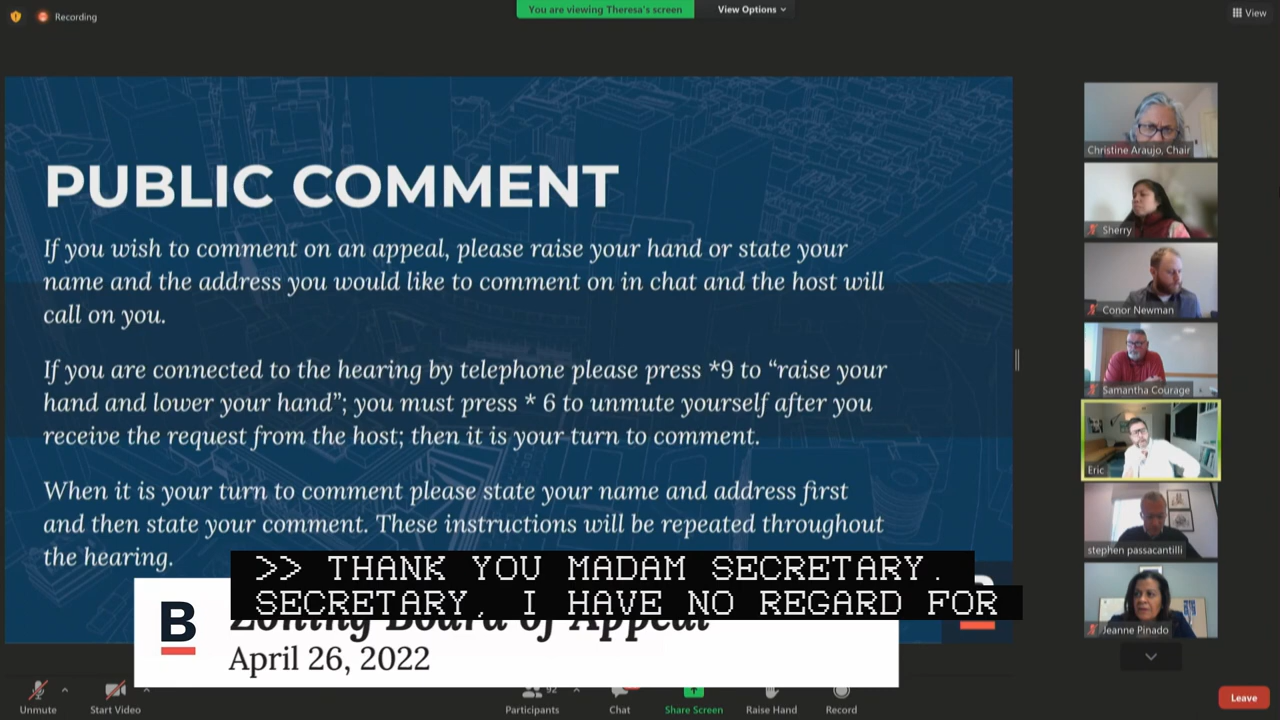 Recording
You are viewing Theresa's screen
View Options
View
PUBLIC COMMENT
If you wish to comment on an appeal, please raise your hand or state your
name and the address you would like to comment on in chat and the host will
call on you.
If you are connected to the hearing by telephone please press *9 to “raise your
hand and lower your hand”; you must press * 6 to unmute yourself after you
receive the request from the host; then it is your turn to comment.
When it is your turn to comment please state your name and address first
and then state your comment. These instructions will be repeated throughout
the hearing.
>> THANK YOU MADAM SECRETARY.
SECRETARY, I HAVE NO REGARD FOR
B
Zoning Board of Appeal
April 26, 2022
Christine Araujo, Chair
Sherry
Conor Newman
Samantha Courage
Eric
stephen passacantilli
Jeanne Pinado
Unmute
Start Video
92
Participants
Chat
Share Screen
Raise Hand
Record
Leave